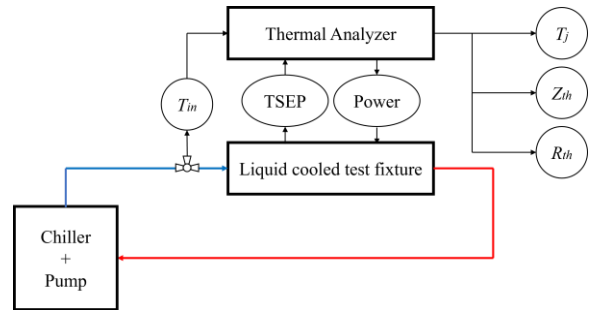 Thermal Analyzer
Tj
Tin
TSEP
Power
Zth
Rth
Liquid cooled test fixture
Chiller
+
Pump